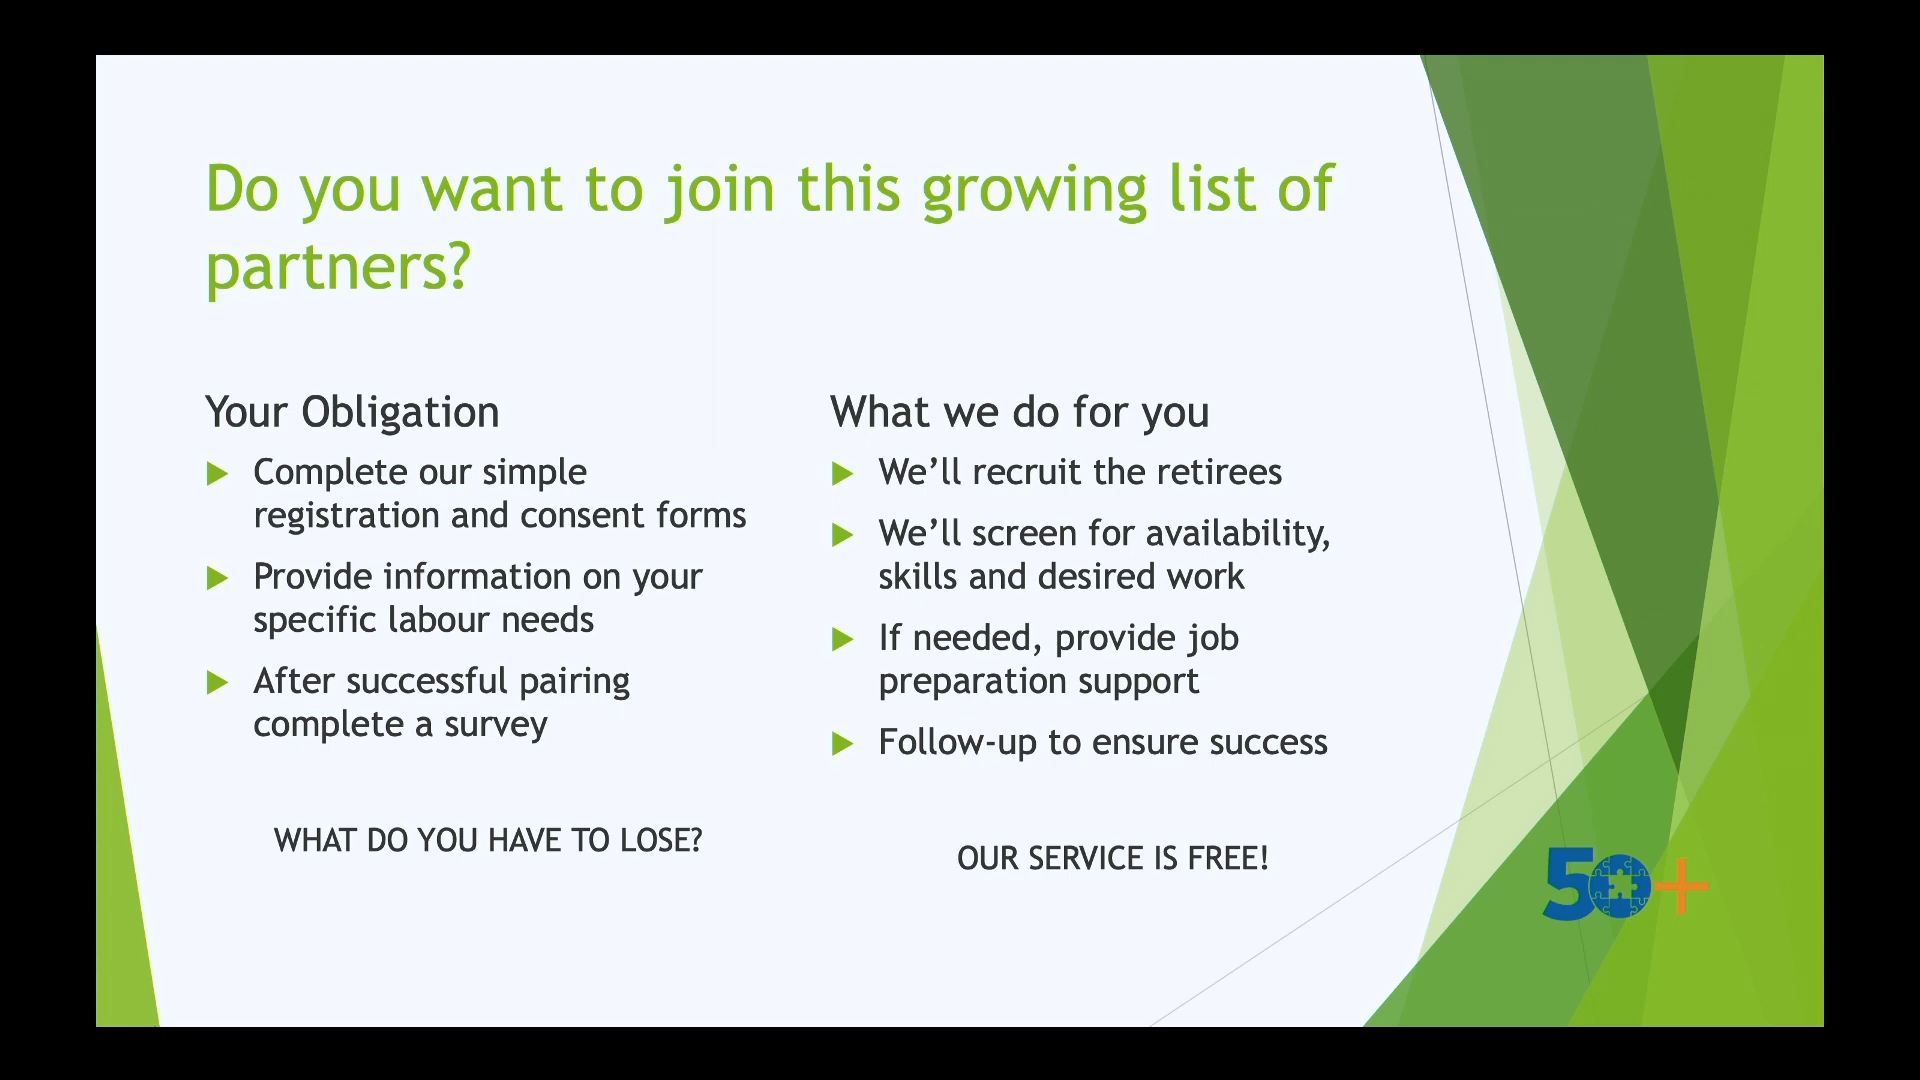 Do you want to join this growing list of
partners?
Your Obligation
Complete our simple
registration and consent forms
Provide information on your
specific labour needs
After successful pairing
complete a survey
WHAT DO YOU HAVE TO LOSE?
What we do for you
We’ll recruit the retirees
We’ll screen for availability,
skills and desired work
If needed, provide job
preparation support
Follow-up to ensure success
OUR SERVICE IS FREE!
50+